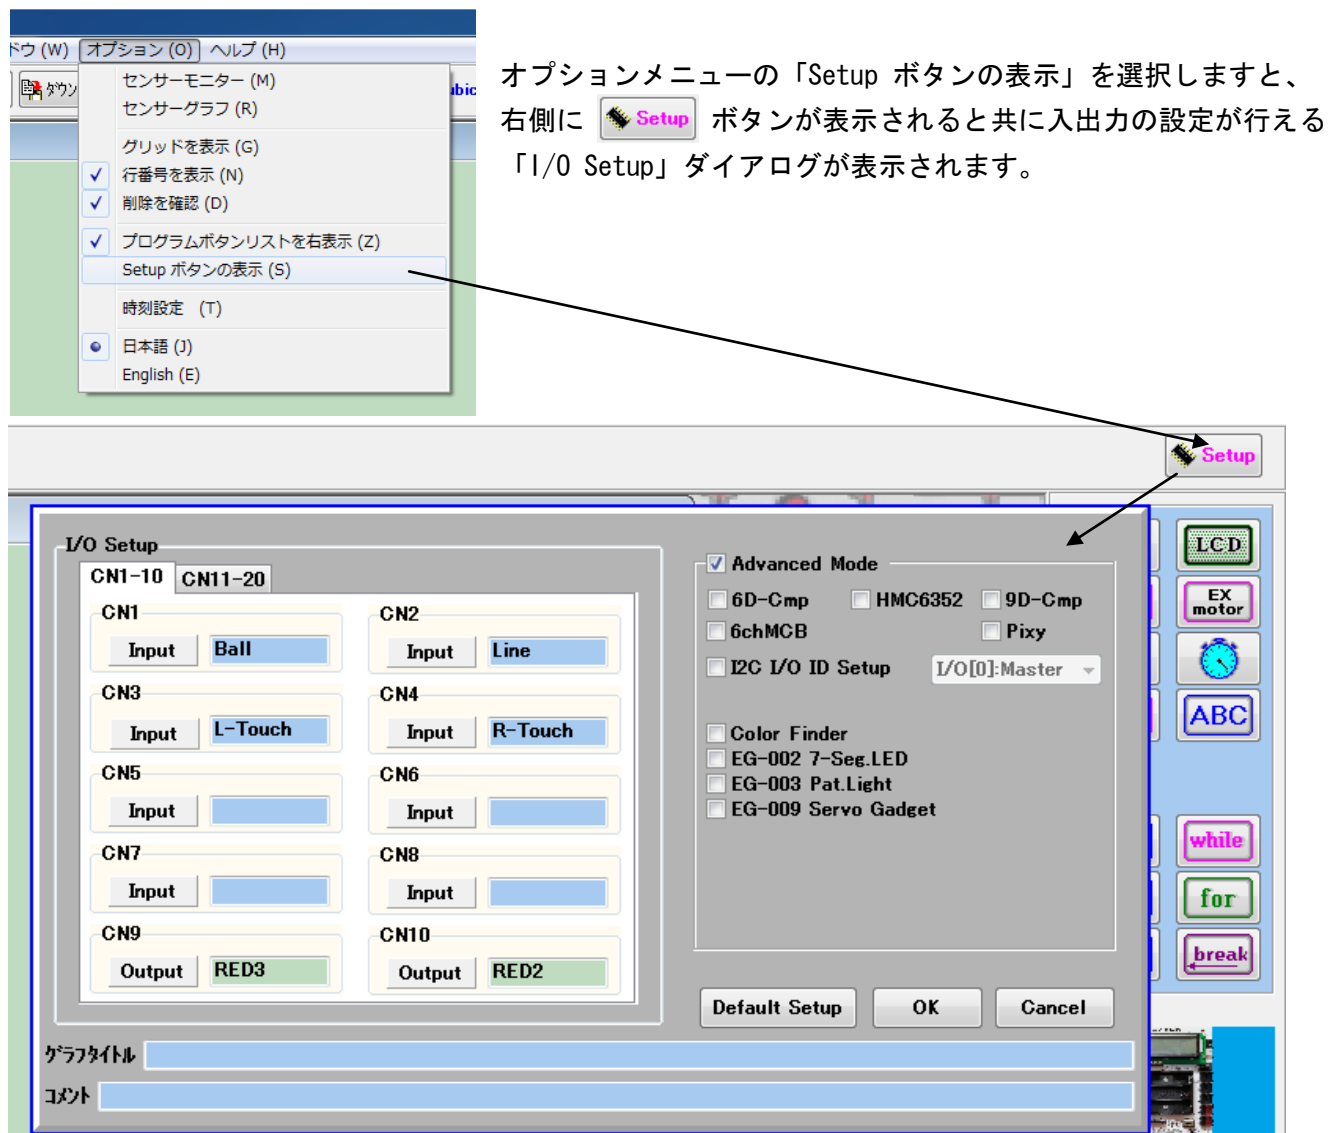 ドウ(W) オプション(O) ヘルプ(H)
ダウン
センサーモニター (M)
センサーグラフ (R)
グリッドを表示 (G)
行番号を表示 (N)
削除を確認 (D)
プログラムボタンリストを右表示 (Z)
Setup ボタンの表示 (S)
時刻設定 (T)
日本語 (J)
English (E)
オプションメニューの「Setup ボタンの表示」を選択しますと、
右側に Setup ボタンが表示されると共に入出力の設定が行える
「I/O Setup」ダイアログが表示されます。
Setup
I/O Setup
CN1-10 CN11-20
CN1 CN2
Input Ball Input Line
CN3 CN4
Input L-Touch Input R-Touch
CN5 CN6
Input Input
CN7 CN8
Input Input
CN9 CN10
Output RED3 Output RED2
Advanced Mode
6D-Cmp HMC6352 9D-Cmp
6chMCB Pixy
I2C I/O ID Setup I/O[0]:Master
Color Finder
EG-002 7-Seg.LED
EG-003 Pat.Light
EG-009 Servo Gadget
Default Setup OK Cancel
グラフタイトル
コメント
LCD
EX
motor
ABC
while
for
break